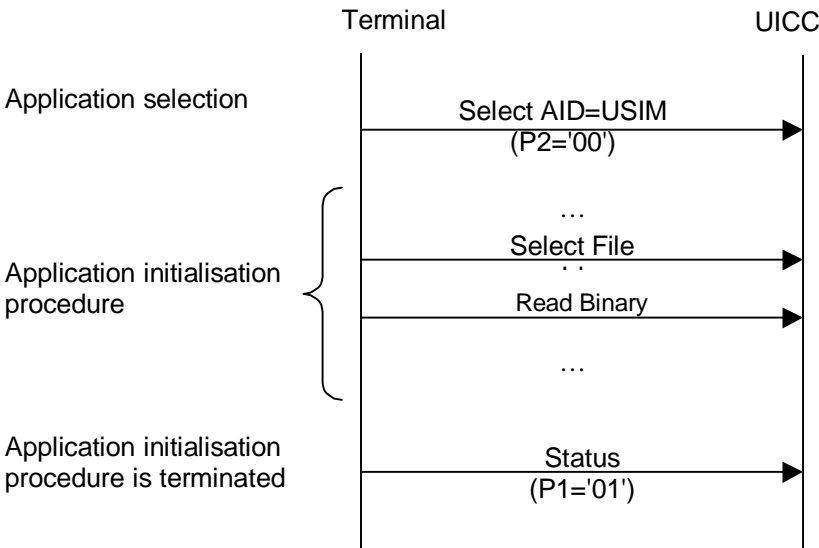 Terminal UICC
Application selection
Select AID=USIM
(P2='00')
...
Select File
. .
Application initialisation
procedure
Read Binary
...
Application initialisation
procedure is terminated
Status
(P1='01')